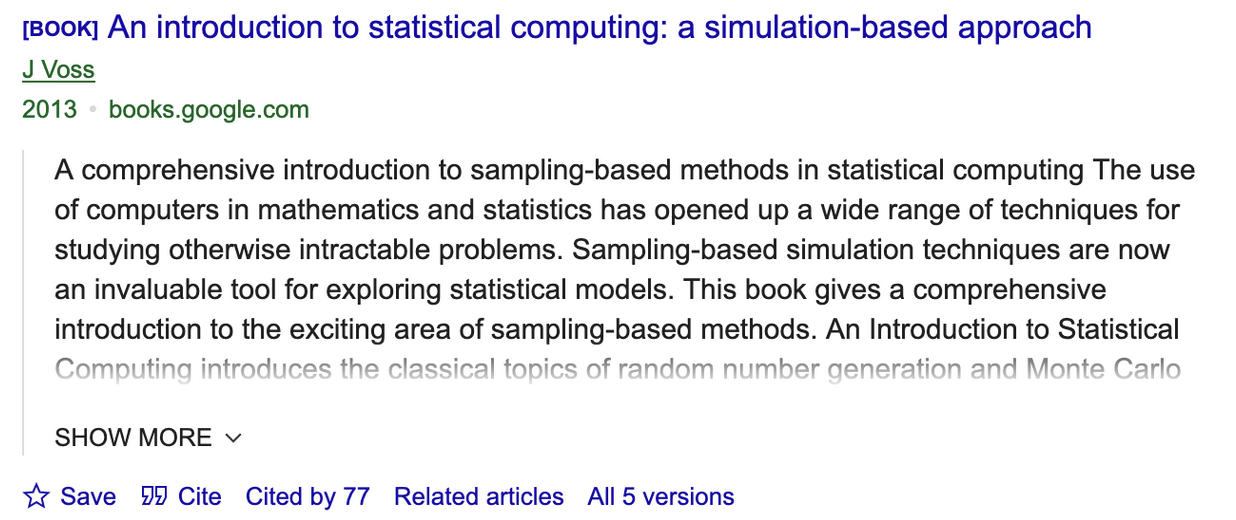 [BOOK] An introduction to statistical computing: a simulation-based approach
J Voss
2013 • books.google.com
A comprehensive introduction to sampling-based methods in statistical computing The use
of computers in mathematics and statistics has opened up a wide range of techniques for
studying otherwise intractable problems. Sampling-based simulation techniques are now
an invaluable tool for exploring statistical models. This book gives a comprehensive
introduction to the exciting area of sampling-based methods. An Introduction to Statistical
Computing introduces the classical topics of random number generation and Monte Carlo
SHOW MORE
Save Cite Cited by 77 Related articles All 5 versions